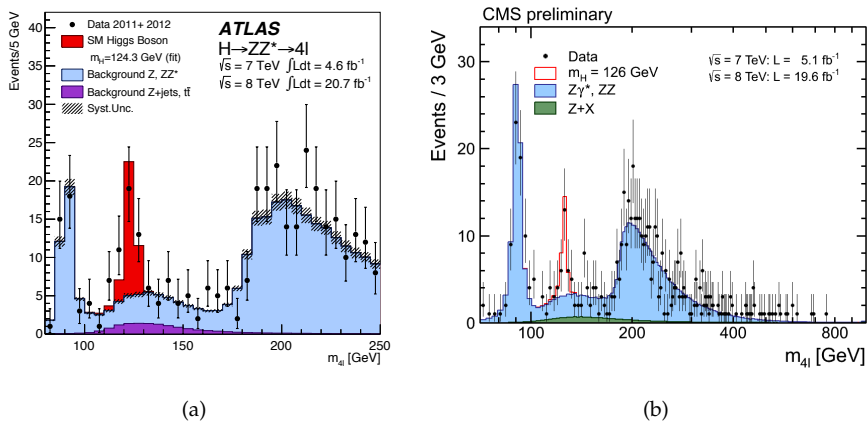 Events/5 GeV
40
35
30
25
20
15
10
5
0
Data 2011+ 2012
SM Higgs Boson
m_H=124.3 GeV (fit)
Background Z, ZZ*
Background Z+jets, tt̄
Syst.Unc.
ATLAS
H→ZZ*→4l
√s = 7 TeV ∫Ldt = 4.6 fb⁻¹
√s = 8 TeV ∫Ldt = 20.7 fb⁻¹
100 150 200 250
m_4l [GeV]
(a)
CMS preliminary
Events / 3 GeV
30
20
10
0
Data
m_H = 126 GeV
Zγ*, ZZ
Z+X
√s = 7 TeV: L = 5.1 fb⁻¹
√s = 8 TeV: L = 19.6 fb⁻¹
100 200 400 800
m_4l [GeV]
(b)